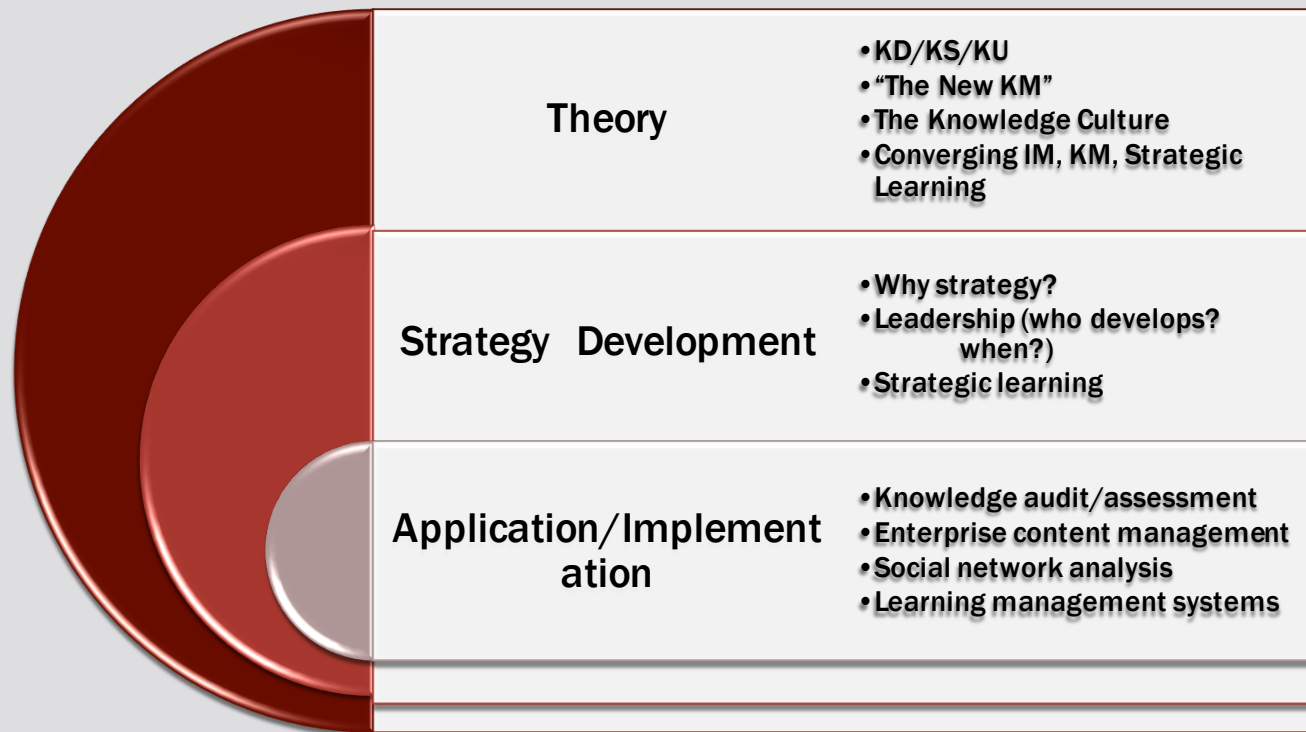 Theory
•KD/KS/KU
•“The New KM”
•The Knowledge Culture
•Converging IM, KM, Strategic
Learning
Strategy Development
•Why strategy?
•Leadership (who develops?
when?)
•Strategic learning
Application/Implement
ation
•Knowledge audit/assessment
•Enterprise content management
•Social network analysis
•Learning management systems